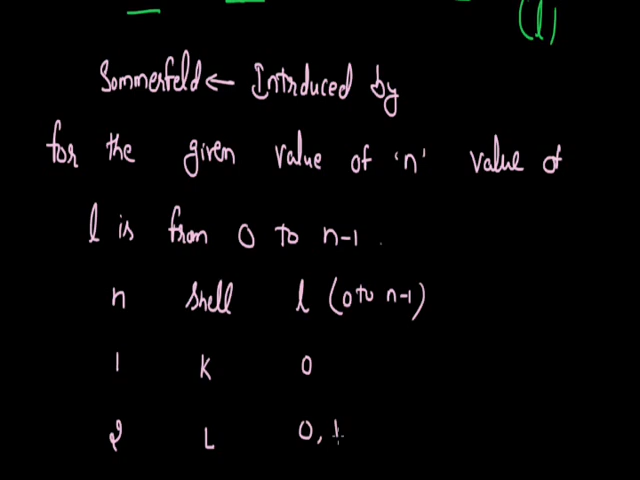 (l)
Sommerfeld ← Introduced by
for the given value of 'n' value of
l is from 0 to n-1.
n shell l (0 to n-1)
1 K 0
2 L 0, 1